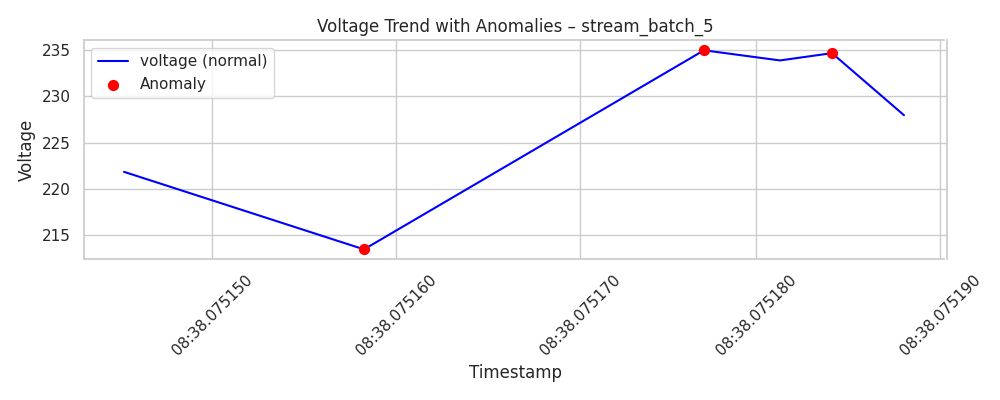 Voltage Trend with Anomalies – stream_batch_5
voltage (normal)
Anomaly
Voltage
235
230
225
220
215
08:38.075150
08:38.075160
08:38.075170
08:38.075180
08:38.075190
Timestamp